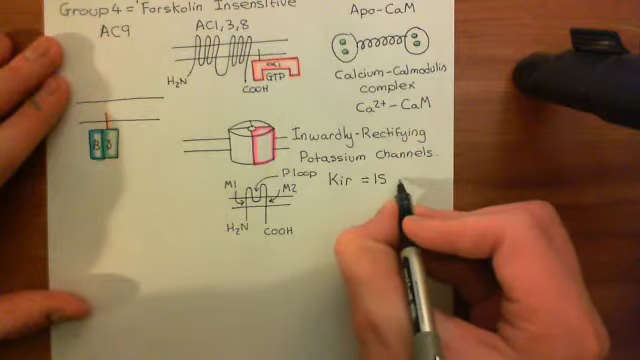 Group 4 = 'Forskolin Insensitive'
AC9
AC1,3,8
H₂N
COOH
GTP
Apo-CaM
Calcium-Calmodulin
complex
Ca²⁺-CaM
β γ
Inwardly-Rectifying
Potassium Channels.
P loop
M1
M2
H₂N
COOH
Kir = 15